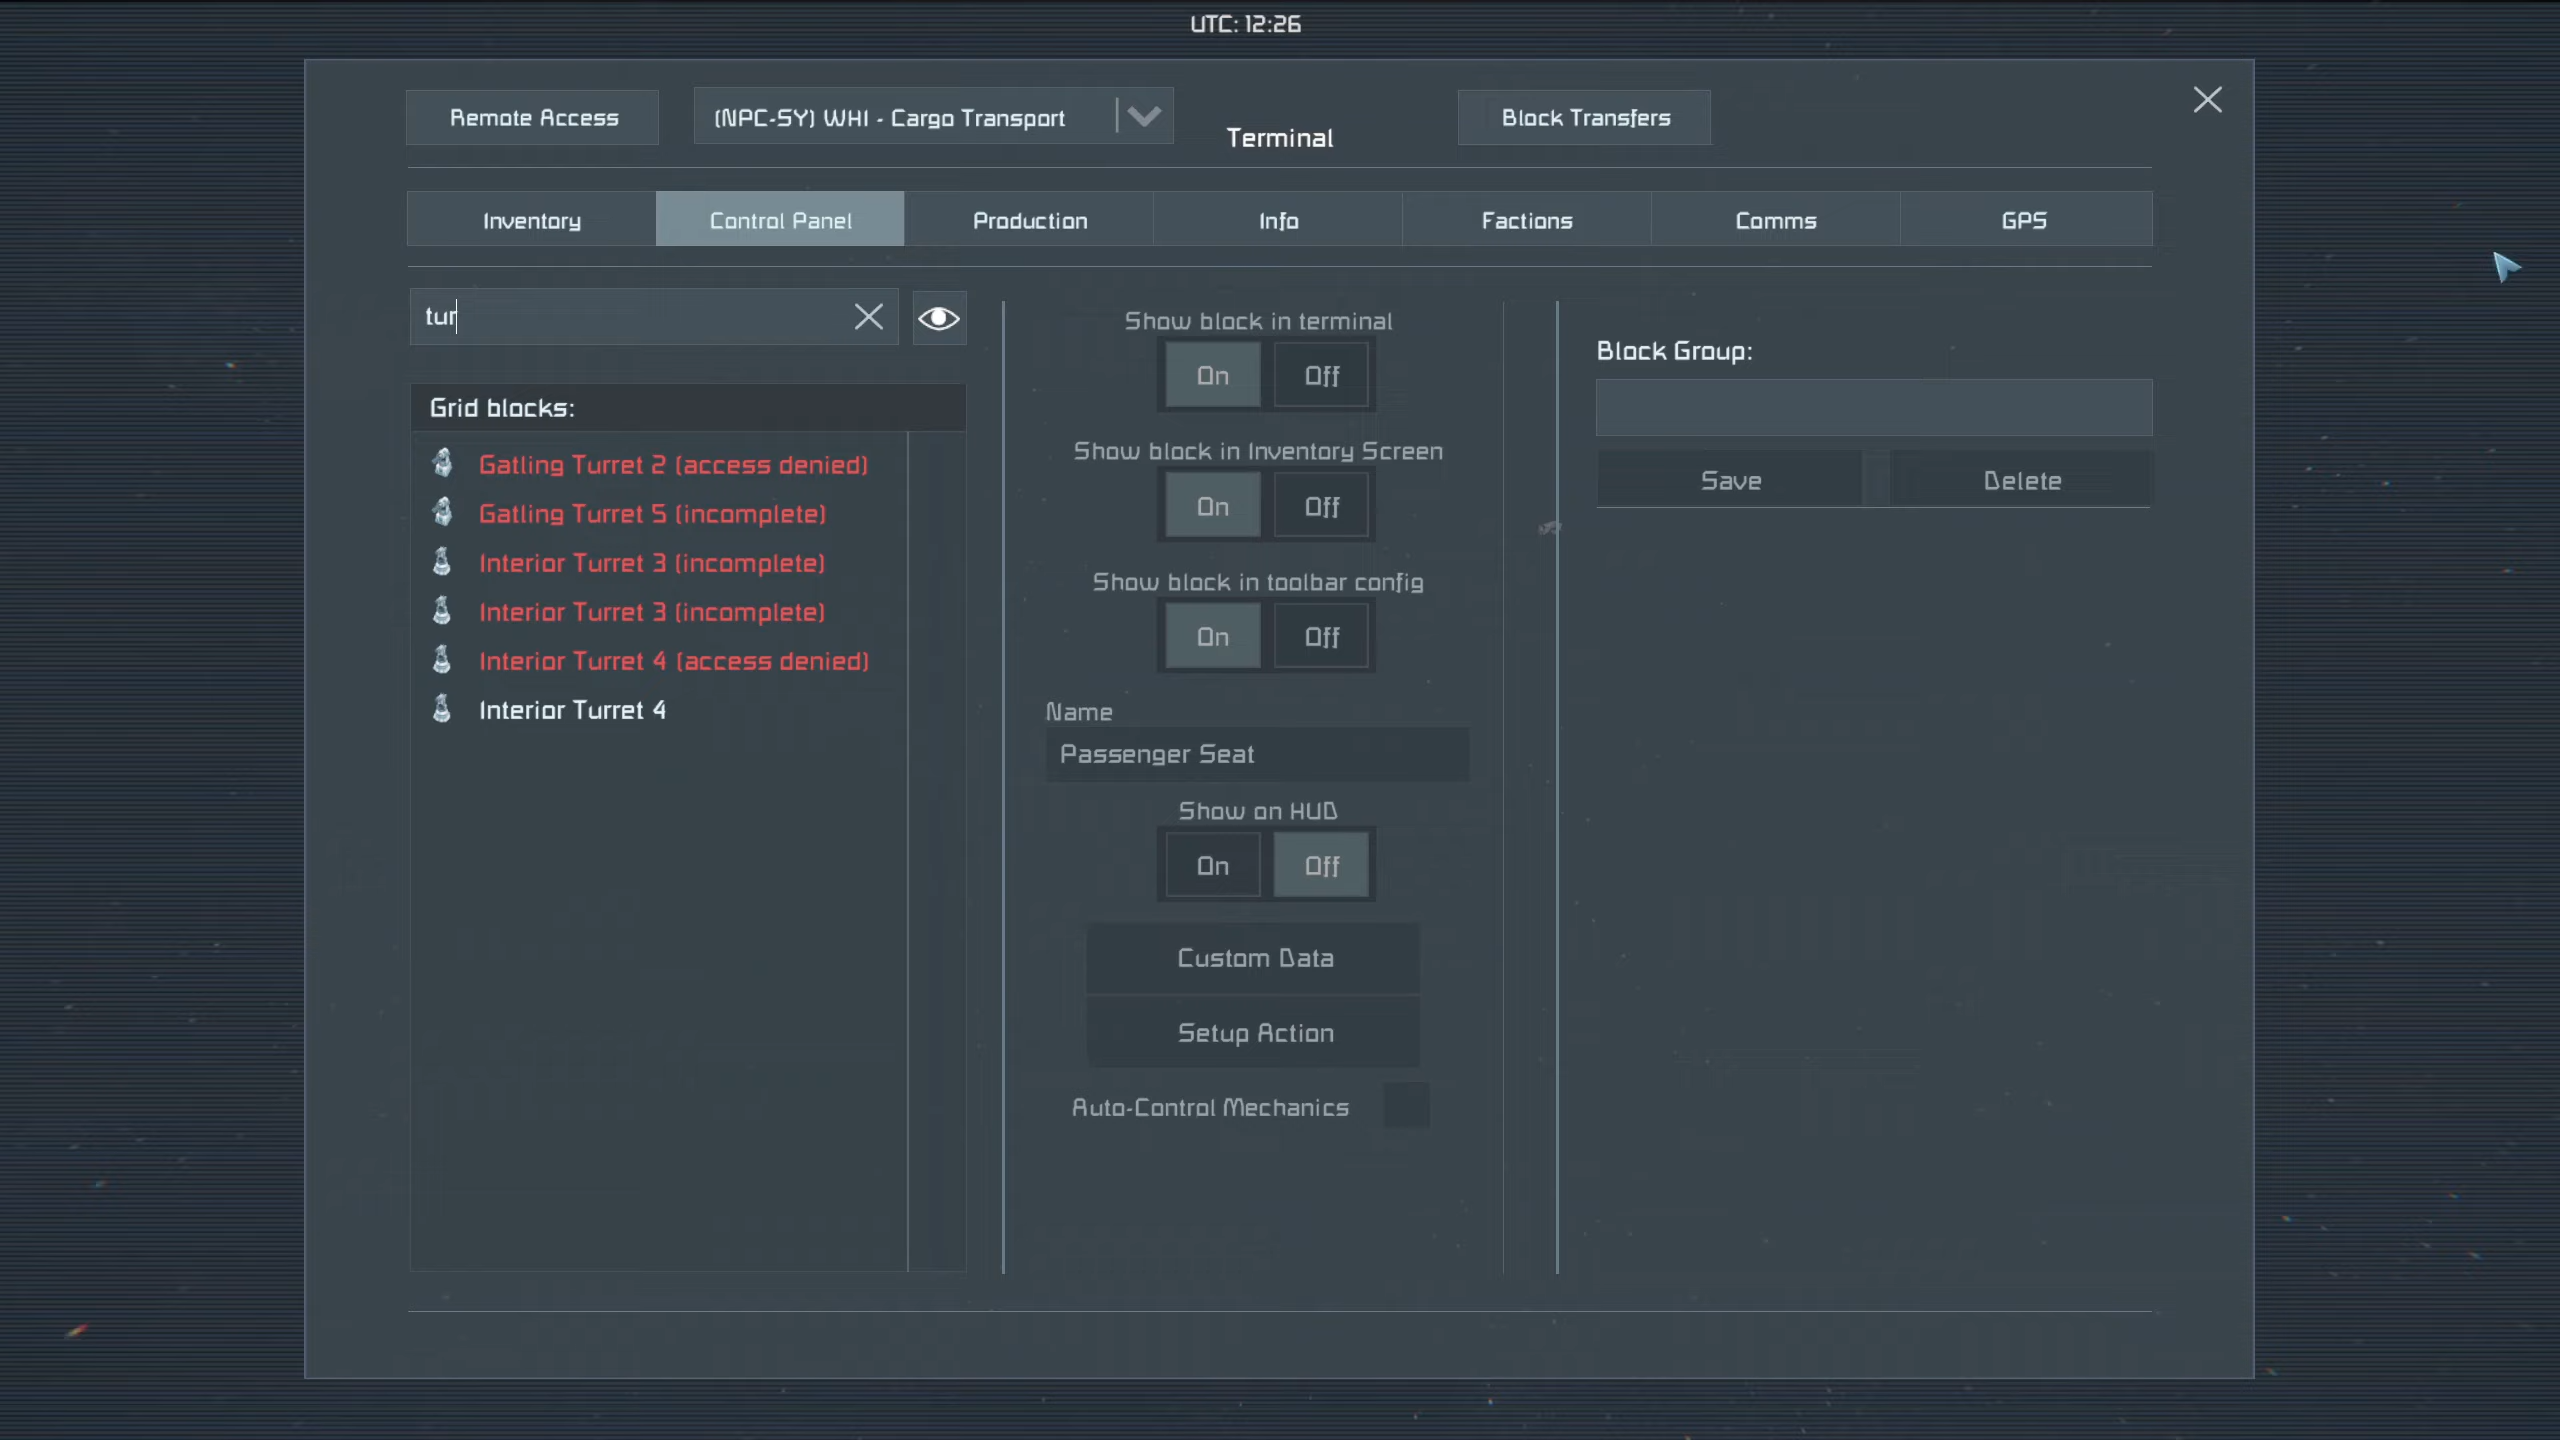 UTC: 12:26
Remote Access
(NPC-SY) WHI - Cargo Transport
Terminal
Block Transfers
Inventory
Control Panel
Production
Info
Factions
Comms
GPS
tur
Grid blocks:
Gatling Turret 2 (access denied)
Gatling Turret 5 (incomplete)
Interior Turret 3 (incomplete)
Interior Turret 3 (incomplete)
Interior Turret 4 (access denied)
Interior Turret 4
Show block in terminal
On Off
Show block in Inventory Screen
On Off
Show block in toolbar config
On Off
Name
Passenger Seat
Show on HUD
On Off
Custom Data
Setup Action
Auto-Control Mechanics
Block Group:
Save
Delete